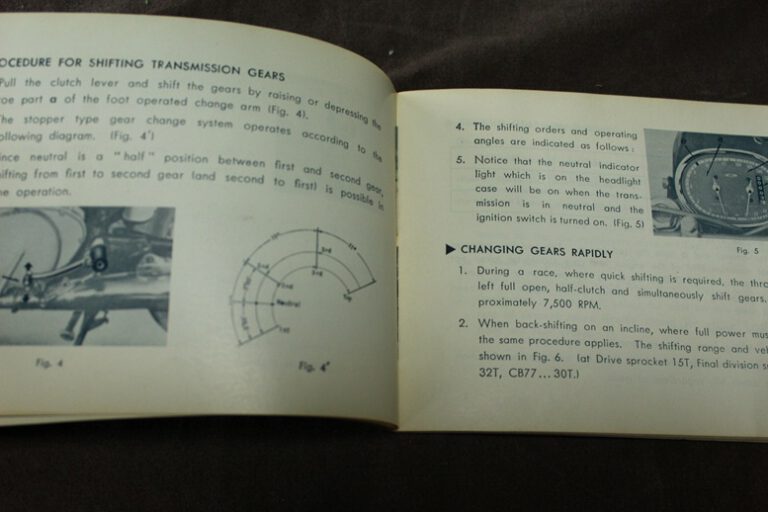 OCEDURE FOR SHIFTING TRANSMISSION GEARS
Pull the clutch lever and shift the gears by raising or depressing the
toe part a of the foot operated change arm (Fig. 4).
The stopper type gear change system operates according to the
following diagram. (Fig. 4')
ince neutral is a "half" position between first and second gear,
hifting from first to second gear (and second to first) is possible in
ne operation.
Fig. 4
2nd
Neutral
1st
3rd
Top
Fig. 4'
4. The shifting orders and operating
angles are indicated as follows:
5. Notice that the neutral indicator
light which is on the headlight
case will be on when the trans-
mission is in neutral and the
ignition switch is turned on. (Fig. 5)
Fig. 5
▶ CHANGING GEARS RAPIDLY
1. During a race, where quick shifting is required, the thro
left full open, half-clutch and simultaneously shift gears.
proximately 7,500 RPM.
2. When back-shifting on an incline, where full power mus
the same procedure applies. The shifting range and veh
shown in Fig. 6. (at Drive sprocket 15T, Final division s
32T, CB77...30T.)